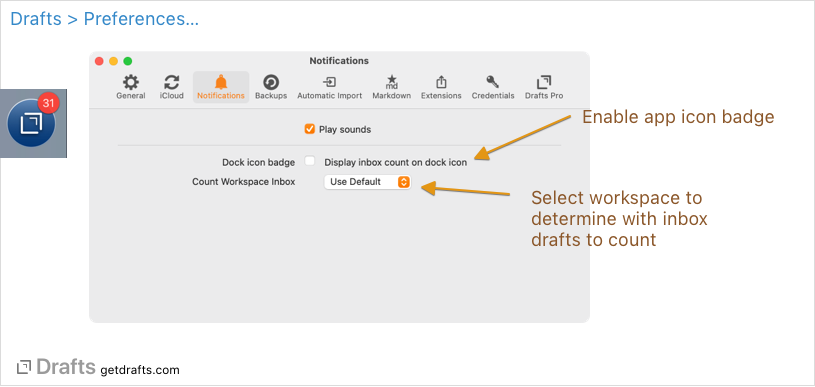 Drafts > Preferences...
Notifications
General iCloud Notifications Backups Automatic Import Markdown Extensions Credentials Drafts Pro
md
31
Play sounds
Enable app icon badge
Dock icon badge Display inbox count on dock icon
Count Workspace Inbox Use Default
Select workspace to
determine with inbox
drafts to count
Drafts getdrafts.com